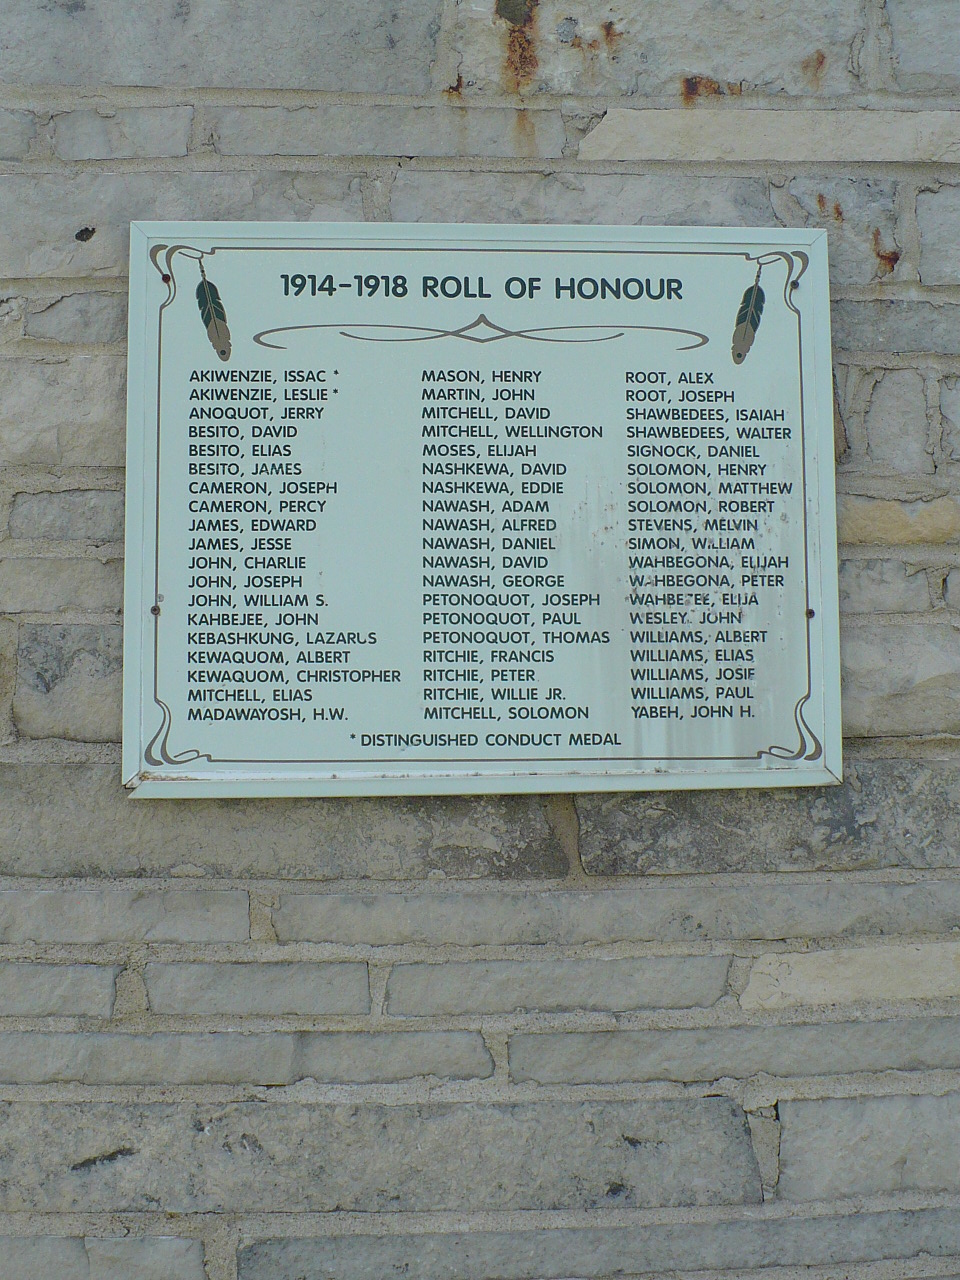 1914-1918 ROLL OF HONOUR
AKIWENZIE, ISSAC *
AKIWENZIE, LESLIE *
ANOQUOT, JERRY
BESITO, DAVID
BESITO, ELIAS
BESITO, JAMES
CAMERON, JOSEPH
CAMERON, PERCY
JAMES, EDWARD
JAMES, JESSE
JOHN, CHARLIE
JOHN, JOSEPH
JOHN, WILLIAM S.
KAHBEJEE, JOHN
KEBASHKUNG, LAZARUS
KEWAQUOM, ALBERT
KEWAQUOM, CHRISTOPHER
MITCHELL, ELIAS
MADAWAYOSH, H.W.
MASON, HENRY
MARTIN, JOHN
MITCHELL, DAVID
MITCHELL, WELLINGTON
MOSES, ELIJAH
NASHKEWA, DAVID
NASHKEWA, EDDIE
NAWASH, ADAM
NAWASH, ALFRED
NAWASH, DANIEL
NAWASH, DAVID
NAWASH, GEORGE
PETONOQUOT, JOSEPH
PETONOQUOT, PAUL
PETONOQUOT, THOMAS
RITCHIE, FRANCIS
RITCHIE, PETER
RITCHIE, WILLIE JR.
MITCHELL, SOLOMON
ROOT, ALEX
ROOT, JOSEPH
SHAWBEDEES, ISAIAH
SHAWBEDEES, WALTER
SIGNOCK, DANIEL
SOLOMON, HENRY
SOLOMON, MATTHEW
SOLOMON, ROBERT
STEVENS, MELVIN
SIMON, WILLIAM
WAHBEGONA, ELIJAH
WAHBEGONA, PETER
WAHBEZEE, ELIJA
WESLEY, JOHN
WILLIAMS, ALBERT
WILLIAMS, ELIAS
WILLIAMS, JOSIE
WILLIAMS, PAUL
YABEH, JOHN H.
* DISTINGUISHED CONDUCT MEDAL